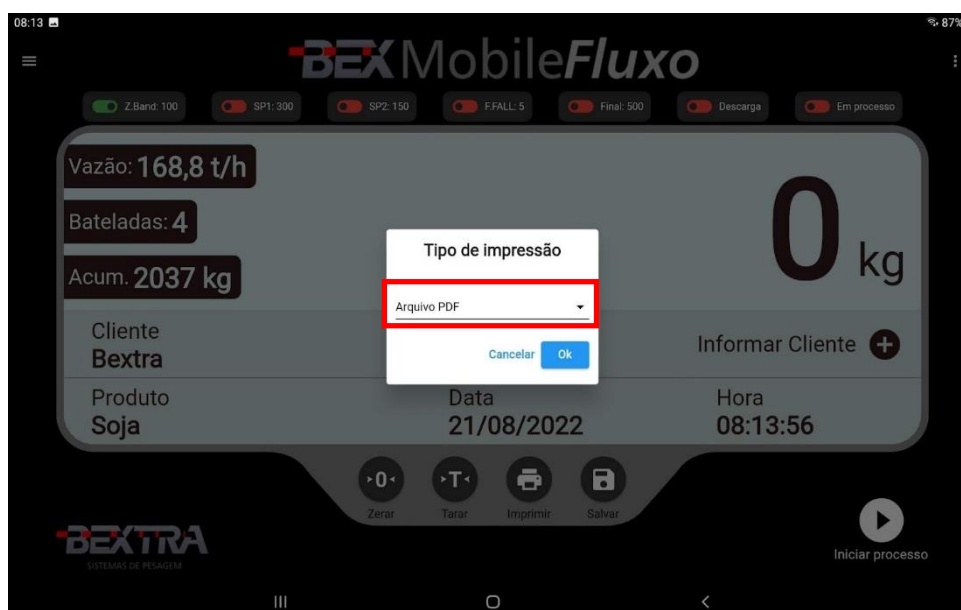 08:13
87%
BEX MobileFluxo
Z.Band: 100
SP1: 300
SP2: 150
F.FALL: 5
Final: 500
Descarga
Em processo
Vazão: 168,8 t/h
Bateladas: 4
Acum. 2037 kg
0 kg
Tipo de impressão
Arquivo PDF
Cancelar
Ok
Cliente
Bextra
Informar Cliente
Produto
Soja
Data
21/08/2022
Hora
08:13:56
0
T
Zerar
Tarar
Imprimir
Salvar
BEXTRA
SISTEMAS DE PESAGEM
Iniciar processo